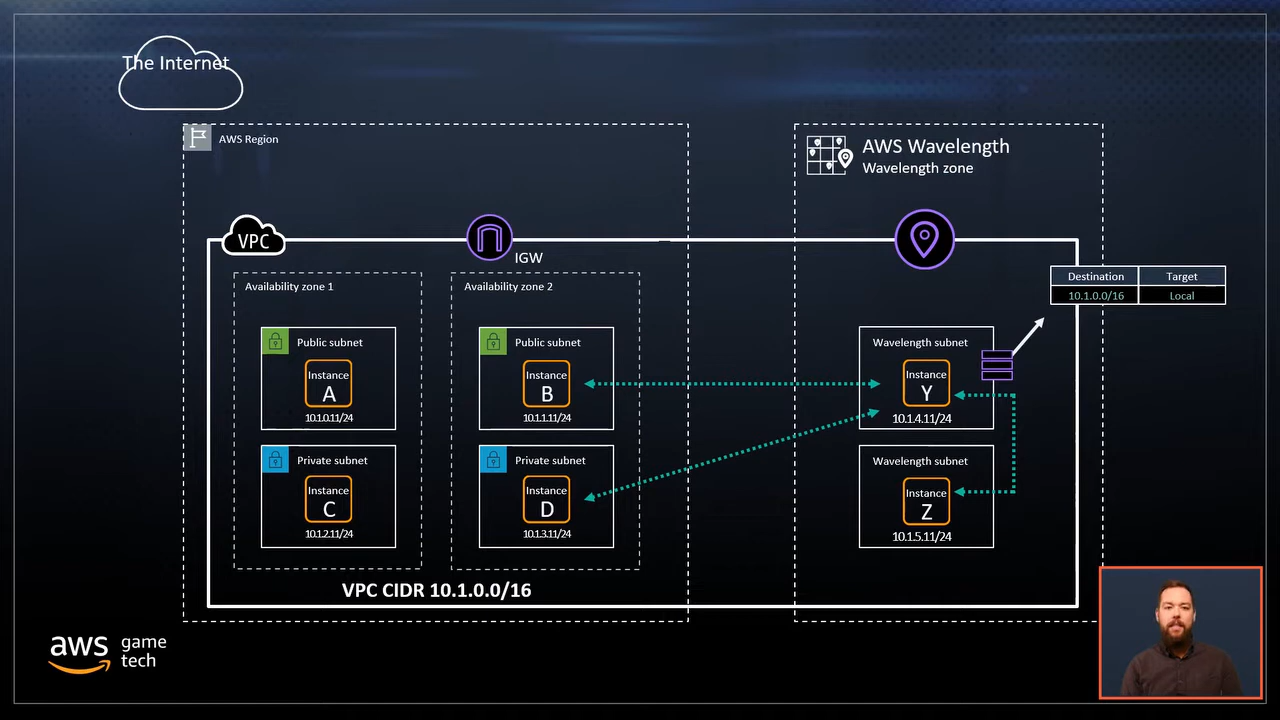 The Internet
AWS Region
AWS Wavelength
Wavelength zone
VPC
IGW
Availability zone 1
Availability zone 2
Destination
Target
10.1.0.0/16
Local
Public subnet
Instance
A
10.1.0.11/24
Public subnet
Instance
B
10.1.1.11/24
Wavelength subnet
Instance
Y
10.1.4.11/24
Private subnet
Instance
C
10.1.2.11/24
Private subnet
Instance
D
10.1.3.11/24
Wavelength subnet
Instance
Z
10.1.5.11/24
VPC CIDR 10.1.0.0/16
aws
game
tech